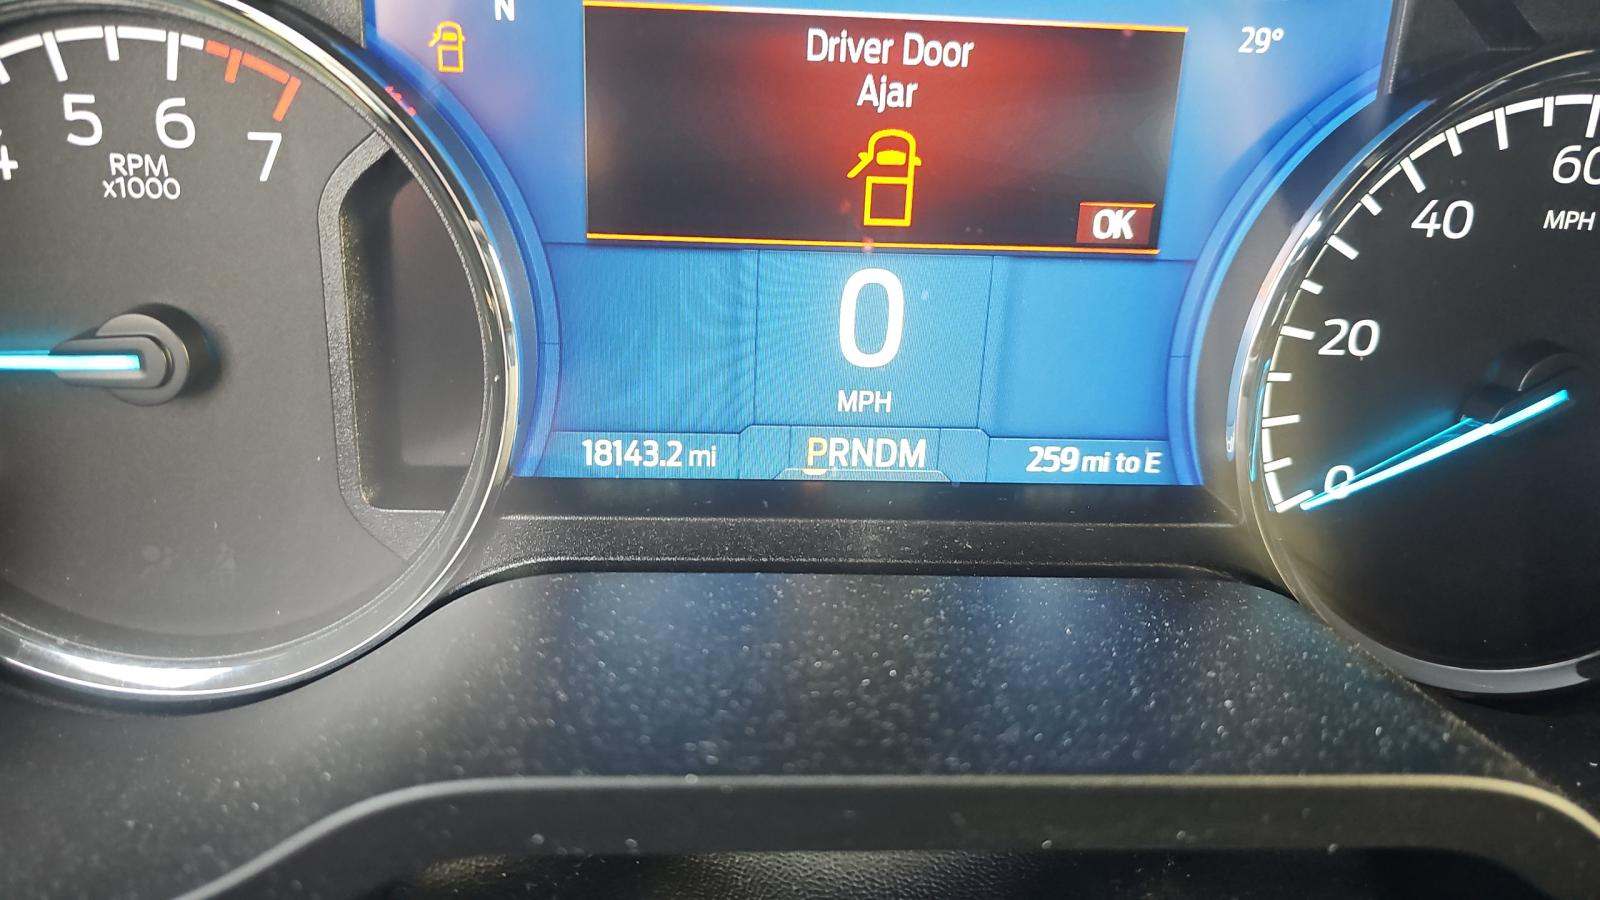 N
29°
Driver Door
Ajar
OK
4 5 6 7
RPM
x1000
60
40
MPH
20
0
0
MPH
18143.2 mi
PRNDM
259 mi to E